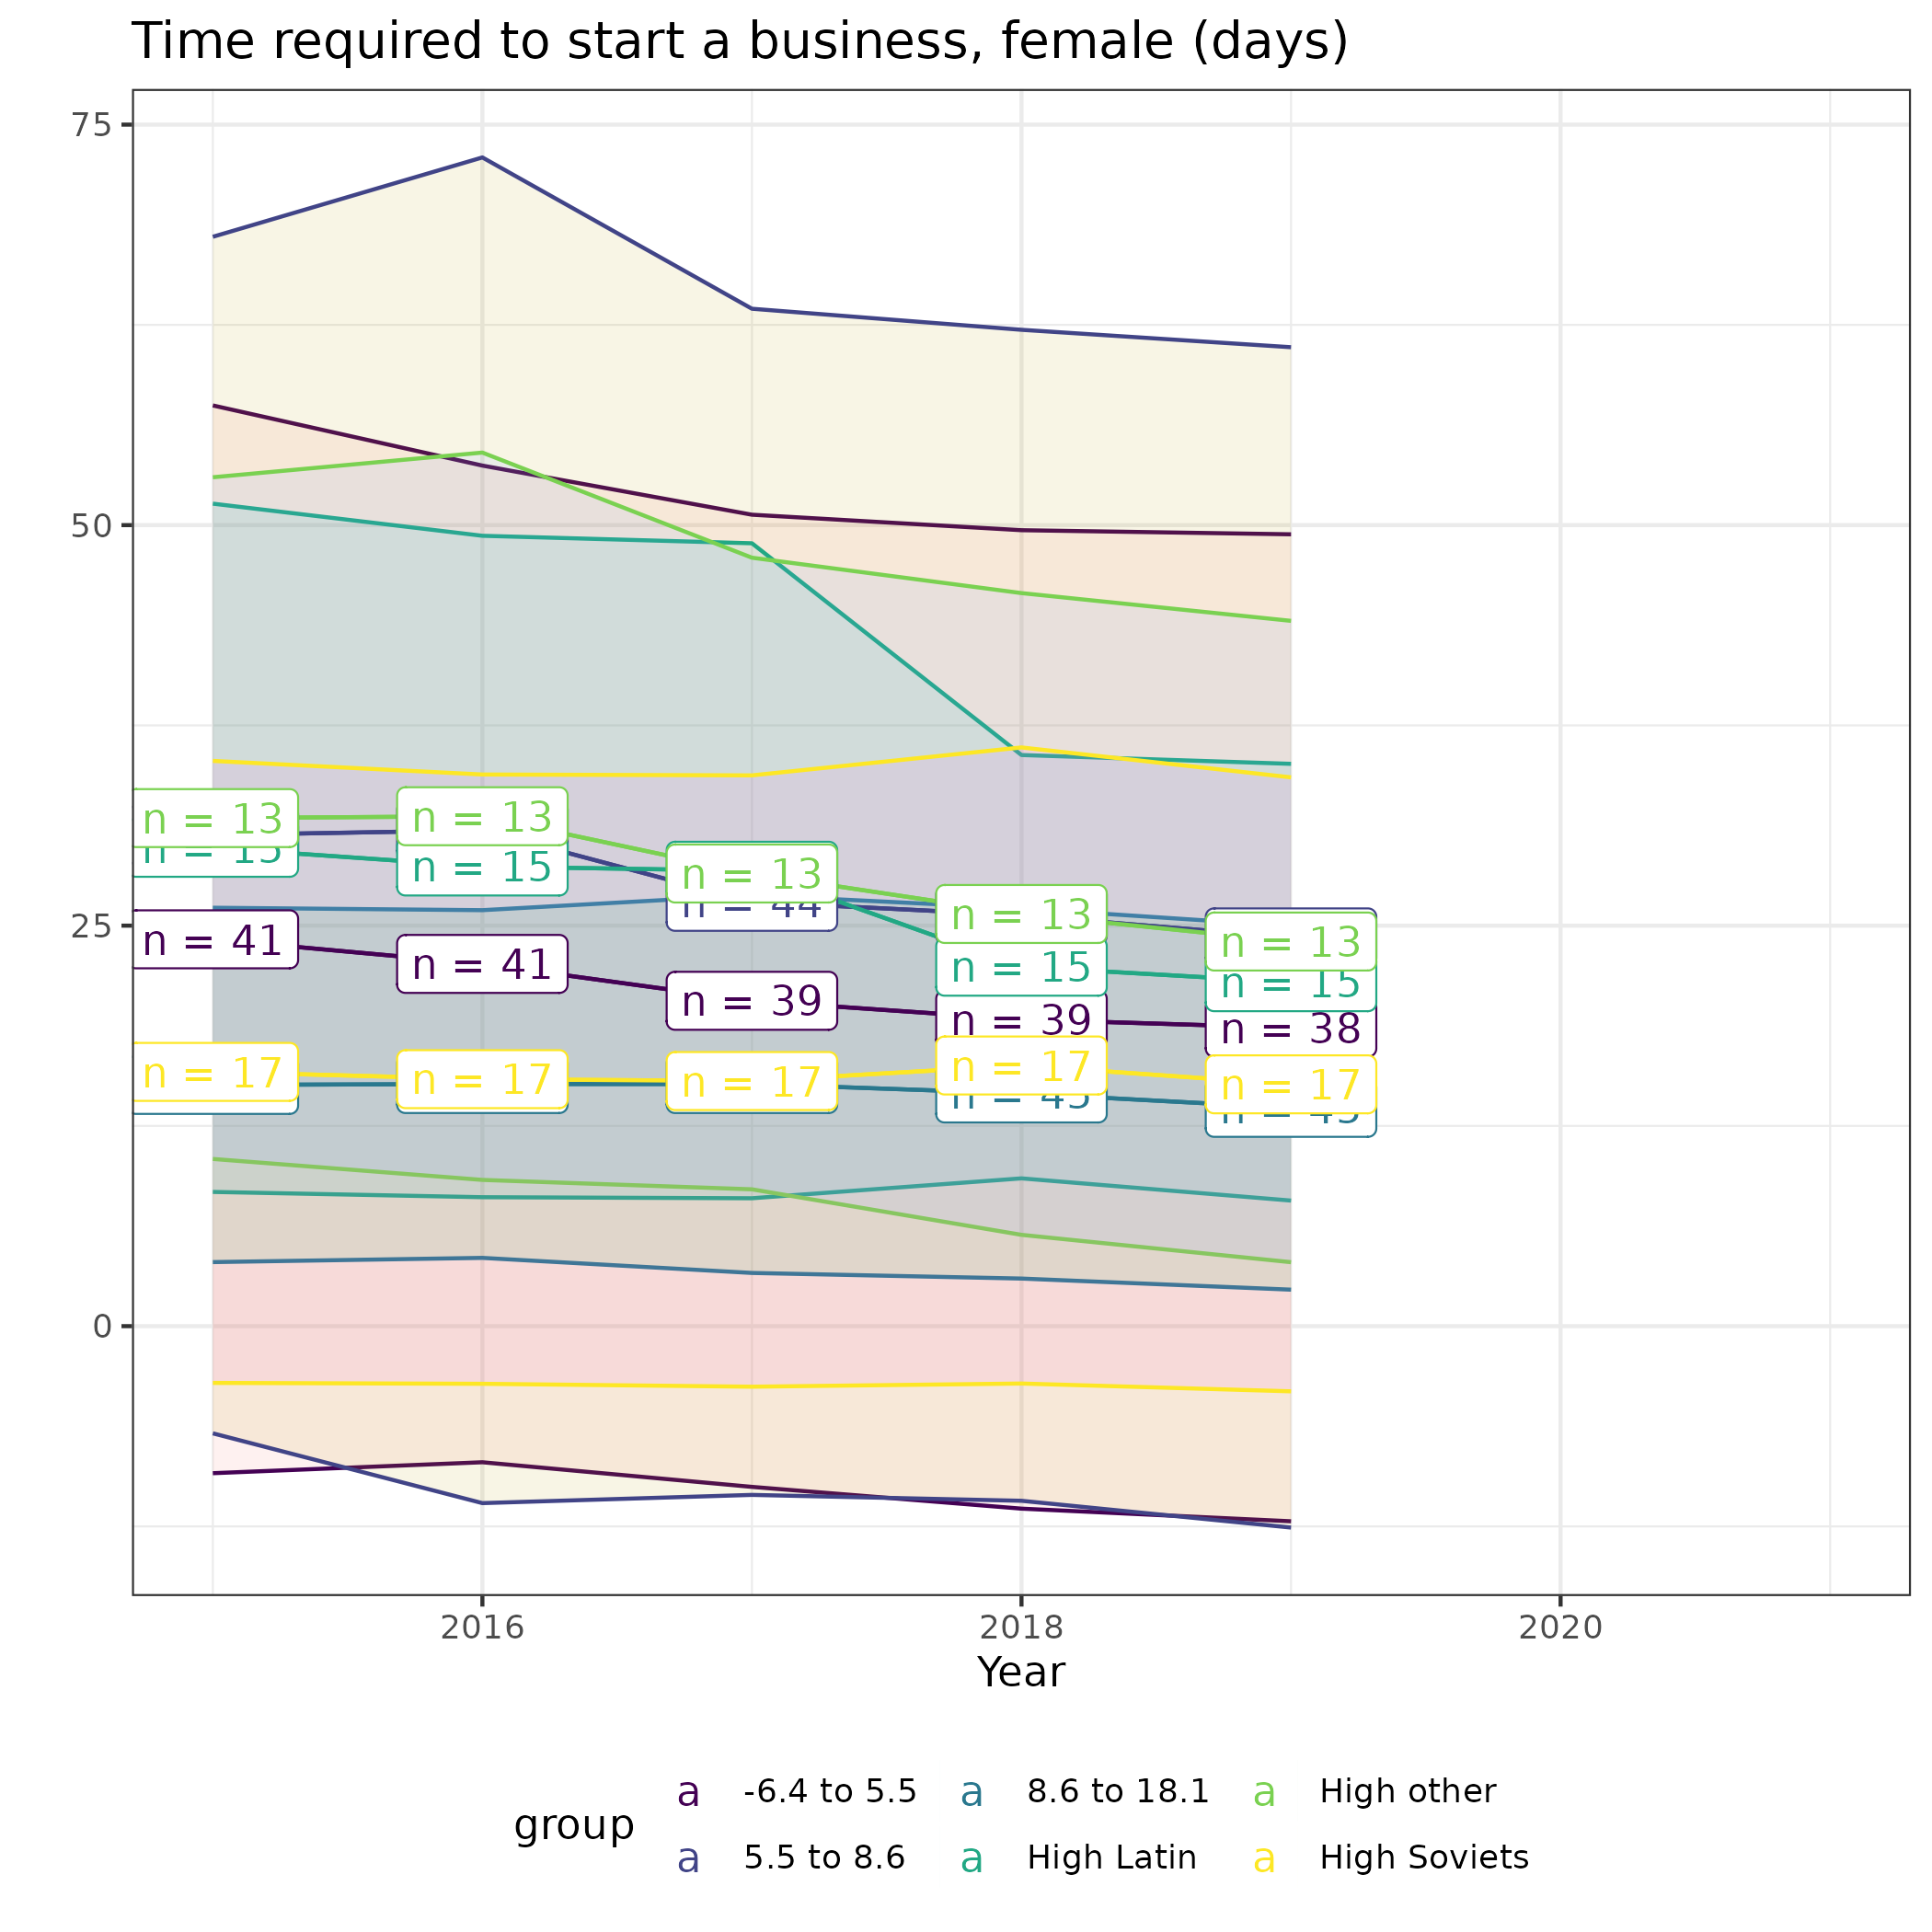 Time required to start a business, female (days)
75
50
25
0
n = 13
n = 15
n = 41
n = 17
n = 13
n = 15
n = 41
n = 17
n = 13
n = 44
n = 39
n = 17
n = 13
n = 15
n = 39
n = 17
n = 45
n = 13
n = 15
n = 38
n = 17
2016 2018 2020
Year
group
a -6.4 to 5.5 a 8.6 to 18.1 a High other
a 5.5 to 8.6 a High Latin a High Soviets